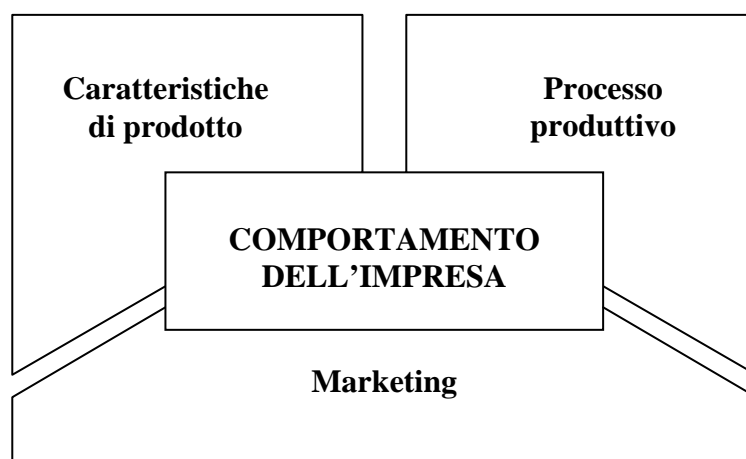 Caratteristiche
di prodotto
Processo
produttivo
COMPORTAMENTO
DELL’IMPRESA
Marketing